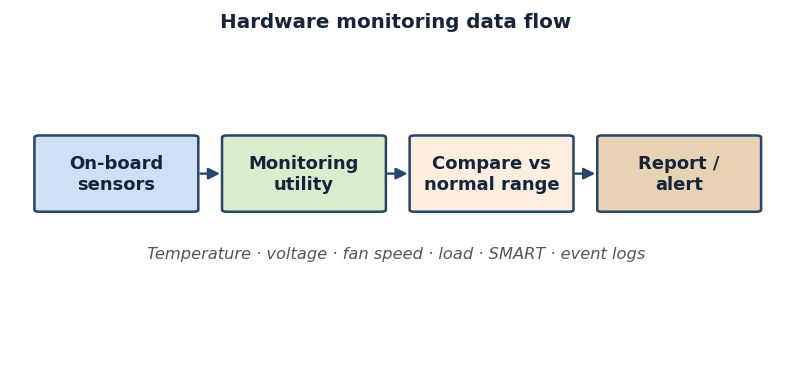 Hardware monitoring data flow
On-board
sensors
Monitoring
utility
Compare vs
normal range
Report /
alert
Temperature · voltage · fan speed · load · SMART · event logs